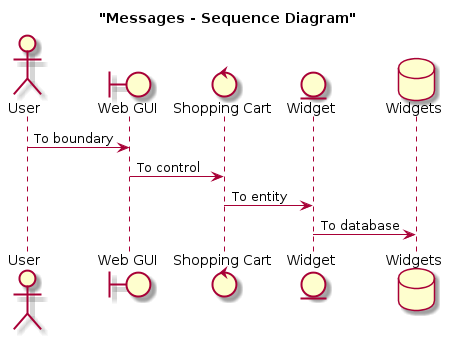 "Messages - Sequence Diagram"
User Web GUI Shopping Cart Widget Widgets
To boundary
To control
To entity
To database
User Web GUI Shopping Cart Widget Widgets